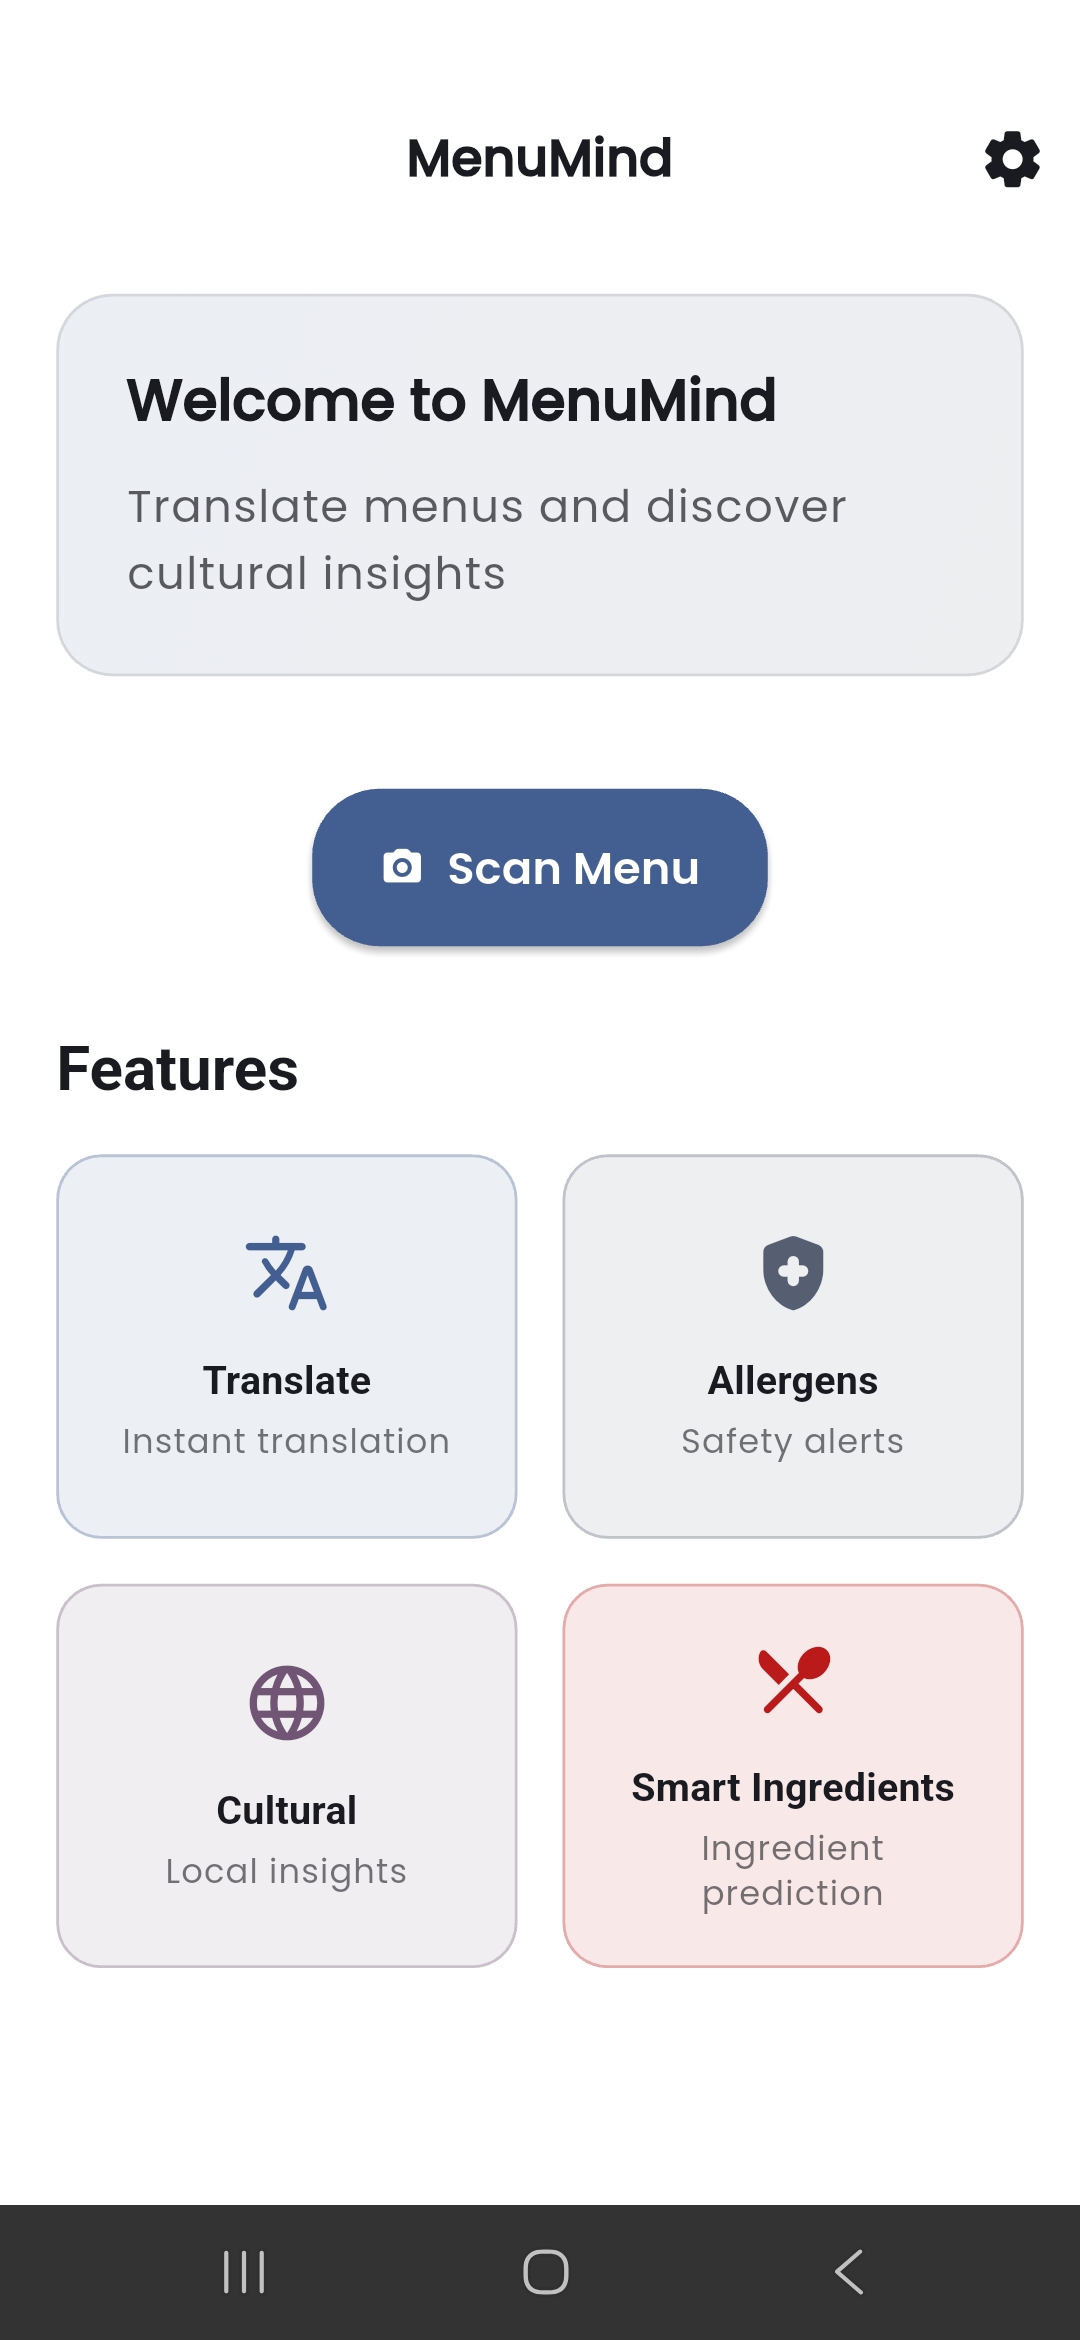 MenuMind
Welcome to MenuMind
Translate menus and discover
cultural insights
Scan Menu
Features
Translate
Instant translation
Allergens
Safety alerts
Cultural
Local insights
Smart Ingredients
Ingredient
prediction